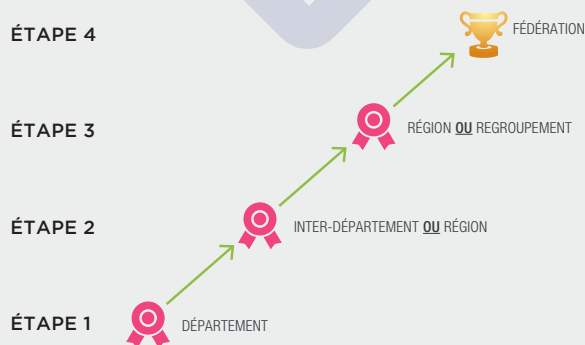 ÉTAPE 4
FÉDÉRATION
ÉTAPE 3
RÉGION OU REGROUPEMENT
ÉTAPE 2
INTER-DÉPARTEMENT OU RÉGION
ÉTAPE 1
DÉPARTEMENT